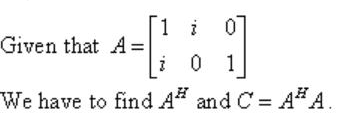 Given that A = [1 i 0
i 0 1]
We have to find A^H and C = A^H A.